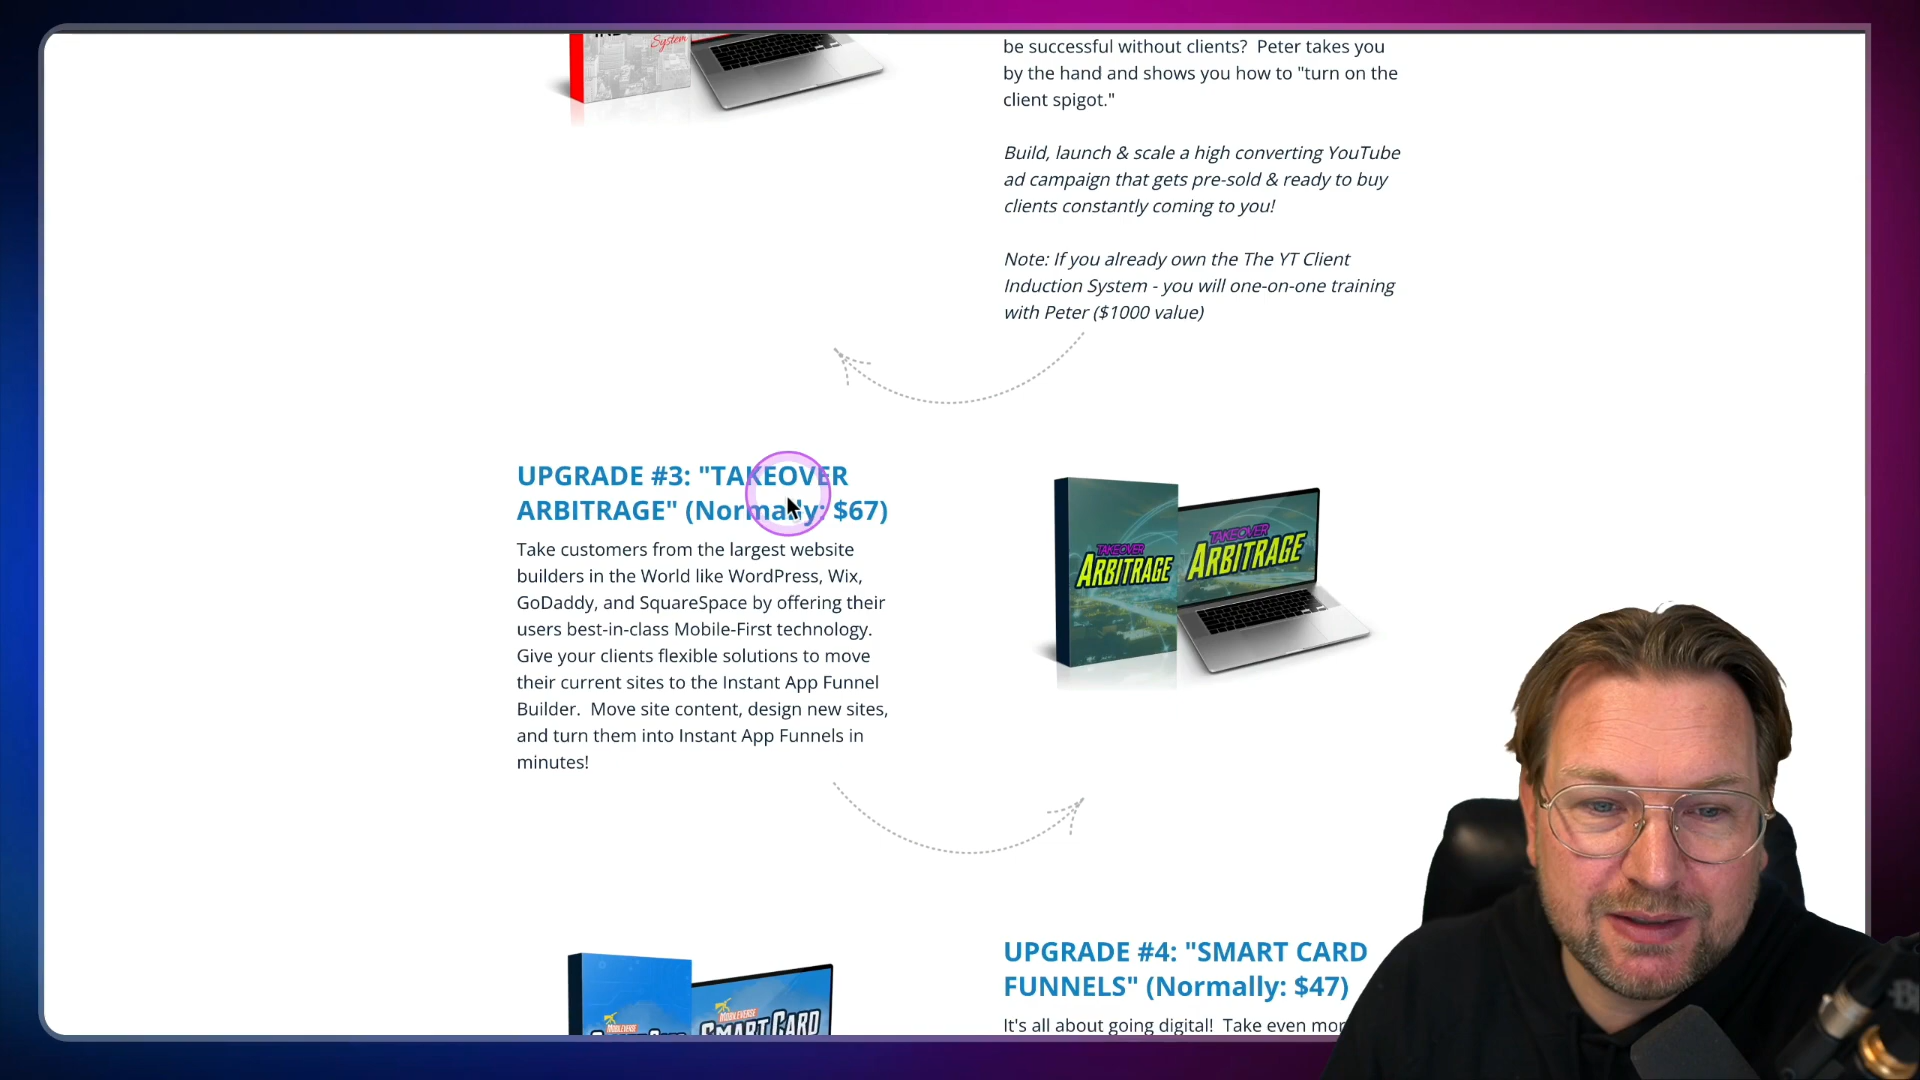 System
be successful without clients?  Peter takes you
by the hand and shows you how to "turn on the
client spigot."
Build, launch & scale a high converting YouTube
ad campaign that gets pre-sold & ready to buy
clients constantly coming to you!
Note: If you already own the The YT Client
Induction System - you will one-on-one training
with Peter ($1000 value)
UPGRADE #3: "TAKEOVER
ARBITRAGE" (Normally: $67)
Take customers from the largest website
builders in the World like WordPress, Wix,
GoDaddy, and SquareSpace by offering their
users best-in-class Mobile-First technology.
Give your clients flexible solutions to move
their current sites to the Instant App Funnel
Builder.  Move site content, design new sites,
and turn them into Instant App Funnels in
minutes!
TAKEOVER
ARBITRAGE
TAKEOVER
ARBITRAGE
UPGRADE #4: "SMART CARD
FUNNELS" (Normally: $47)
It's all about going digital!  Take even
MOBILEVERSE
MOBILEVERSE
SMART CARD